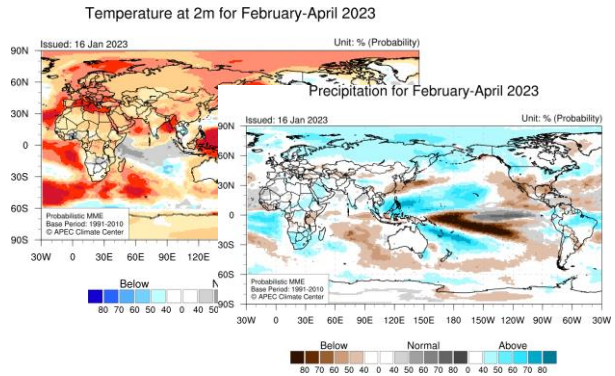 Temperature at 2m for February-April 2023
Issued: 16 Jan 2023 Unit: % (Probability)
90N
60N
30N
0
30S
60S
90S
Probabilistic MME
Base Period: 1991-2010
© APEC Climate Center
30W 0 30E 60E 90E 120E
Below N
80 70 60 50 40 0 40 50
Precipitation for February-April 2023
Issued: 16 Jan 2023 Unit: % (Probability)
90N
60N
30N
0
30S
60S
90S
Probabilistic MME
Base Period: 1991-2010
© APEC Climate Center
30W 0 30E 60E 90E 120E 150E 180 150W 120W 90W 60W 30W
Below Normal Above
80 70 60 50 40 0 40 50 60 70 80 0 40 50 60 70 80